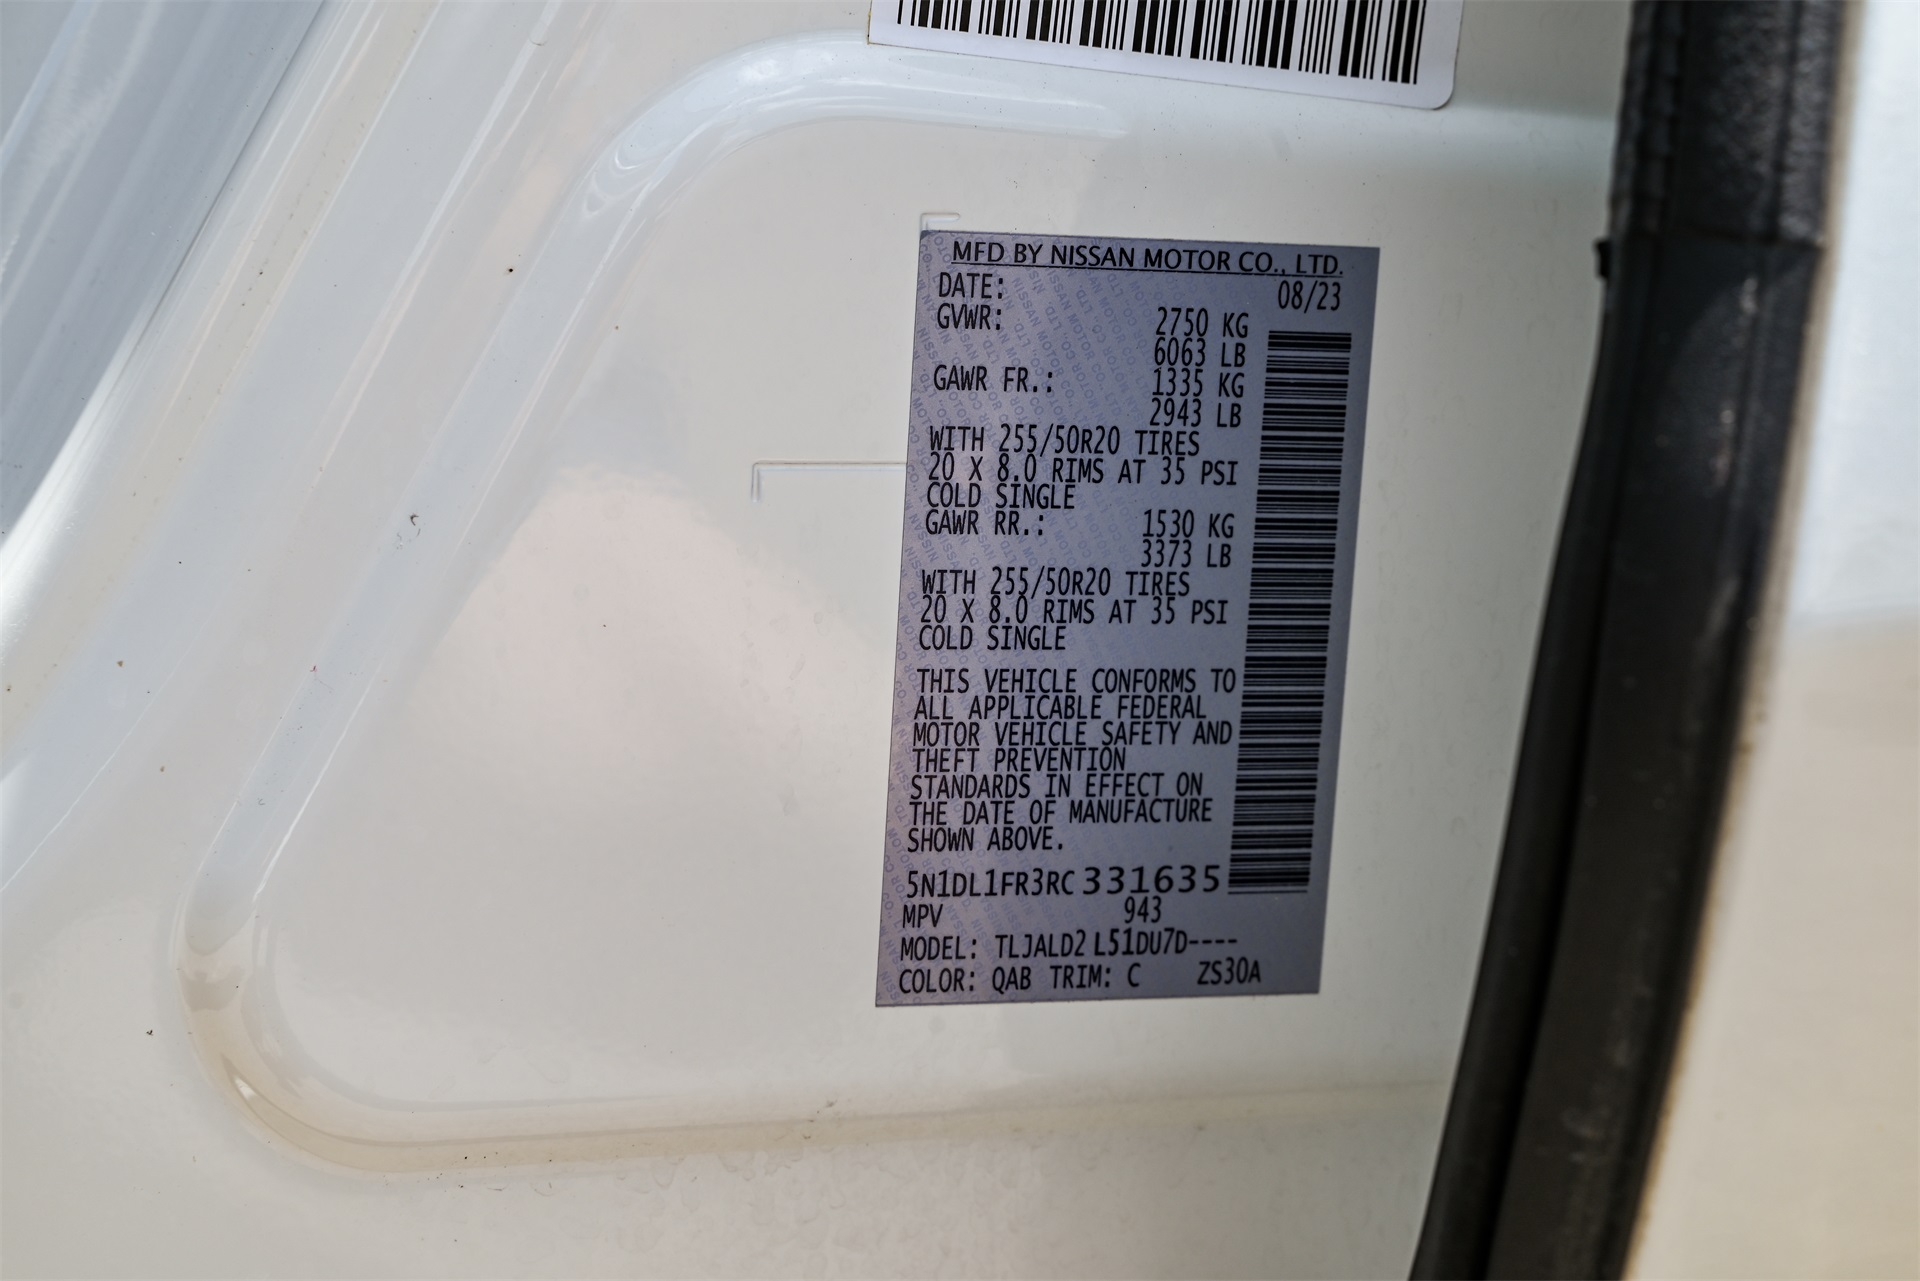 MFD BY NISSAN MOTOR CO., LTD.
DATE: 08/23
GVWR: 2750 KG
6063 LB
GAWR FR.: 1335 KG
2943 LB
WITH 255/50R20 TIRES
20 X 8.0 RIMS AT 35 PSI
COLD SINGLE
GAWR RR.: 1530 KG
3373 LB
WITH 255/50R20 TIRES
20 X 8.0 RIMS AT 35 PSI
COLD SINGLE
THIS VEHICLE CONFORMS TO
ALL APPLICABLE FEDERAL
MOTOR VEHICLE SAFETY AND
THEFT PREVENTION
STANDARDS IN EFFECT ON
THE DATE OF MANUFACTURE
SHOWN ABOVE.
5N1DL1FR3RC331635
MPV 943
MODEL: TLJALD2 L51DU7D----
COLOR: QAB TRIM: C ZS30A